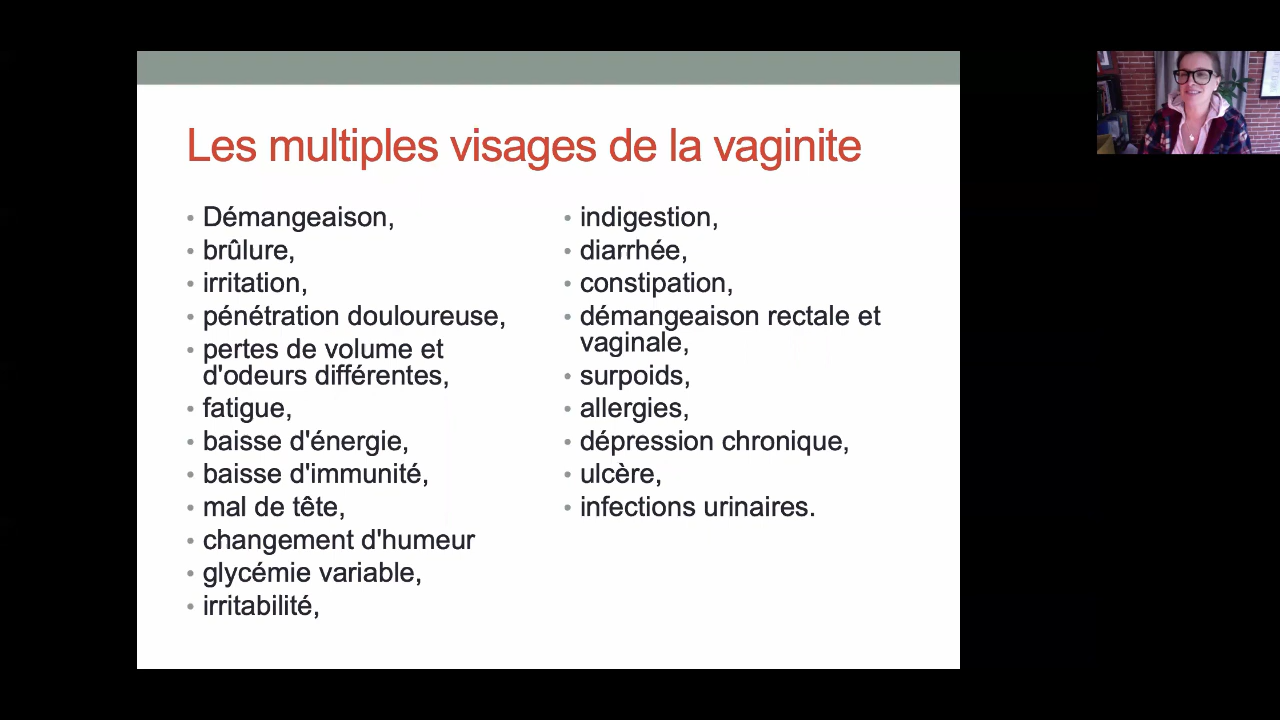 Les multiples visages de la vaginite
• Démangeaison,
• brûlure,
• irritation,
• pénétration douloureuse,
• pertes de volume et
d'odeurs différentes,
• fatigue,
• baisse d'énergie,
• baisse d'immunité,
• mal de tête,
• changement d'humeur
• glycémie variable,
• irritabilité,
• indigestion,
• diarrhée,
• constipation,
• démangeaison rectale et
vaginale,
• surpoids,
• allergies,
• dépression chronique,
• ulcère,
• infections urinaires.